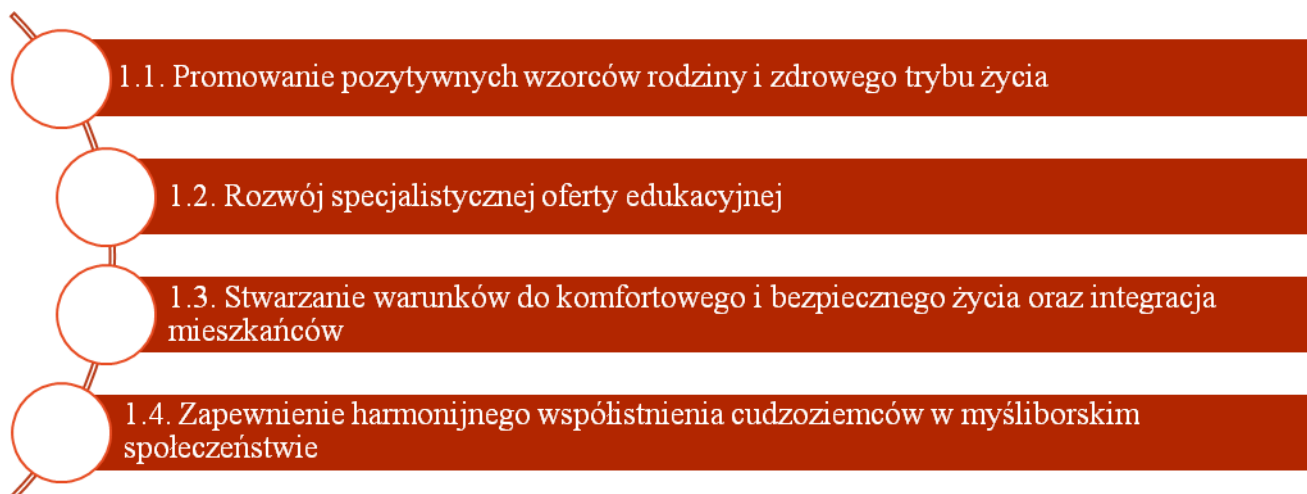 1.1. Promowanie pozytywnych wzorców rodziny i zdrowego trybu życia
1.2. Rozwój specjalistycznej oferty edukacyjnej
1.3. Stwarzanie warunków do komfortowego i bezpiecznego życia oraz integracja
mieszkańców
1.4. Zapewnienie harmonijnego współistnienia cudzoziemców w myśliborskim
społeczeństwie